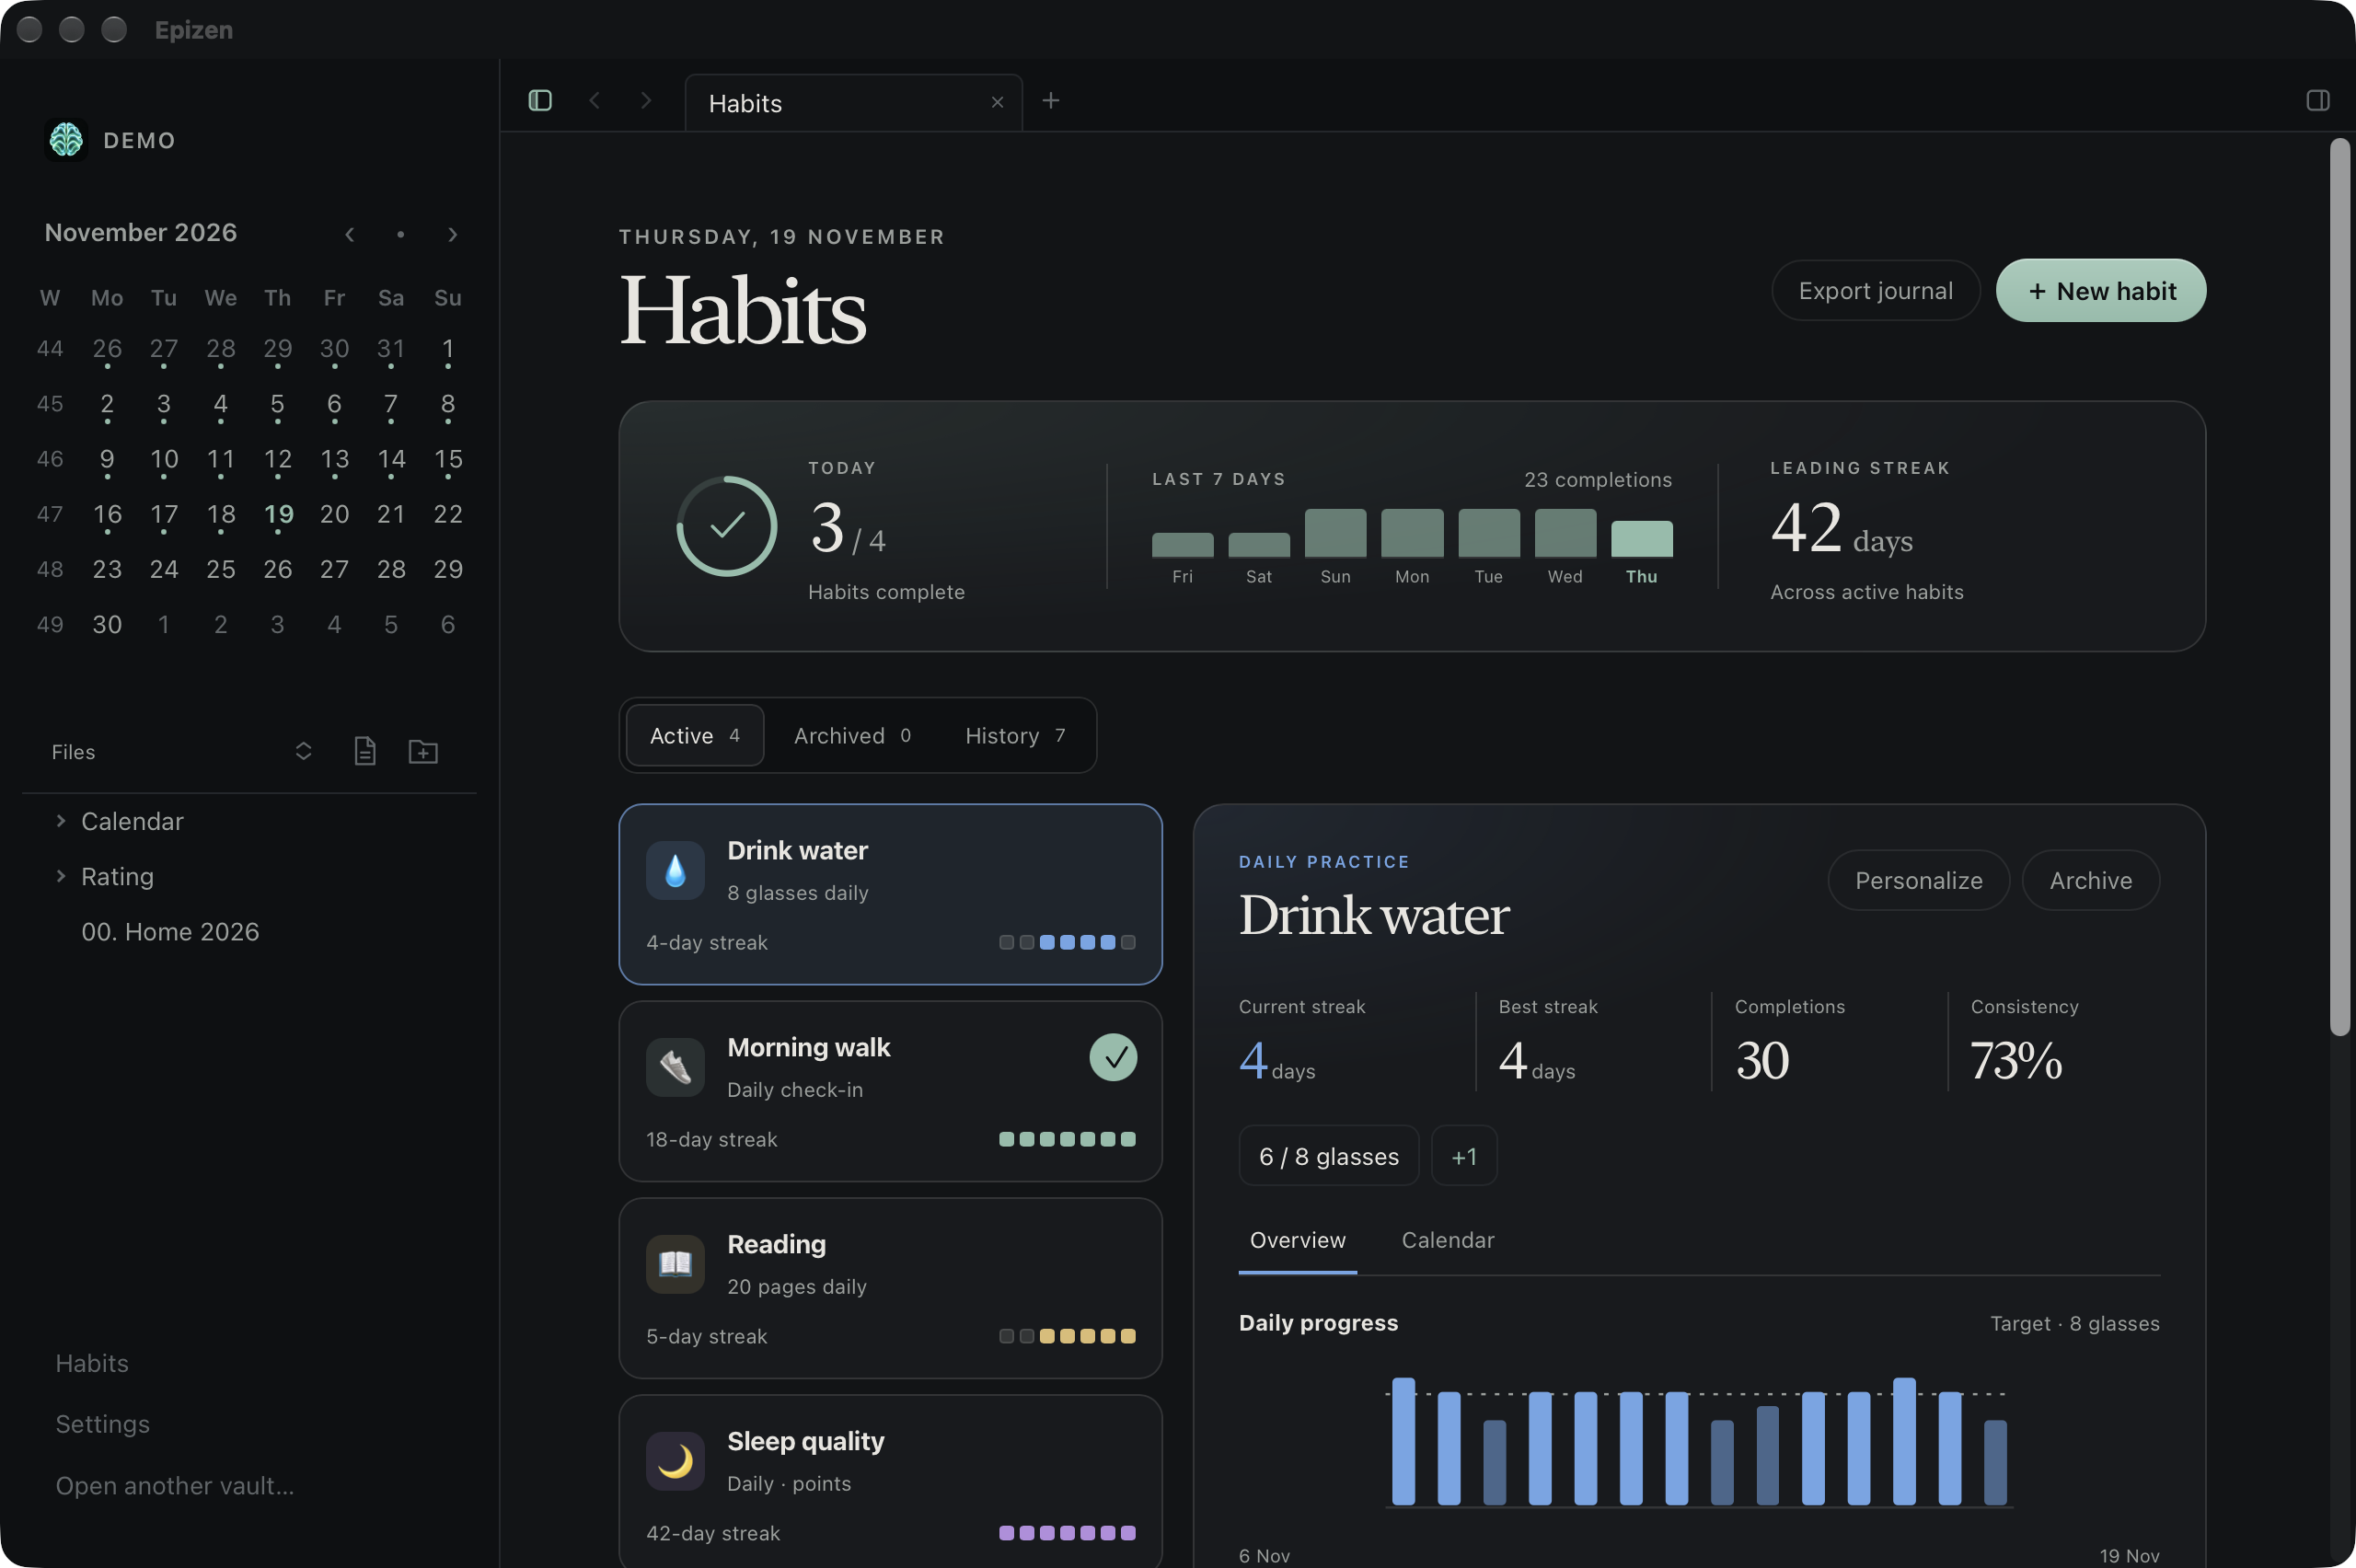 Epizen
DEMO
November 2026
W Mo Tu We Th Fr Sa Su
44 26 27 28 29 30 31 1
45 2 3 4 5 6 7 8
46 9 10 11 12 13 14 15
47 16 17 18 19 20 21 22
48 23 24 25 26 27 28 29
49 30 1 2 3 4 5 6
Files
Calendar
Rating
00. Home 2026
Habits
Settings
Open another vault...
Habits
THURSDAY, 19 NOVEMBER
Habits
Export journal
+ New habit
TODAY
3 / 4
Habits complete
LAST 7 DAYS 23 completions
Fri Sat Sun Mon Tue Wed Thu
LEADING STREAK
42 days
Across active habits
Active 4 Archived 0 History 7
Drink water
8 glasses daily
4-day streak
Morning walk
Daily check-in
18-day streak
Reading
20 pages daily
5-day streak
Sleep quality
Daily · points
42-day streak
DAILY PRACTICE
Drink water
Personalize Archive
Current streak
4 days
Best streak
4 days
Completions
30
Consistency
73%
6 / 8 glasses +1
Overview Calendar
Daily progress Target · 8 glasses
6 Nov 19 Nov